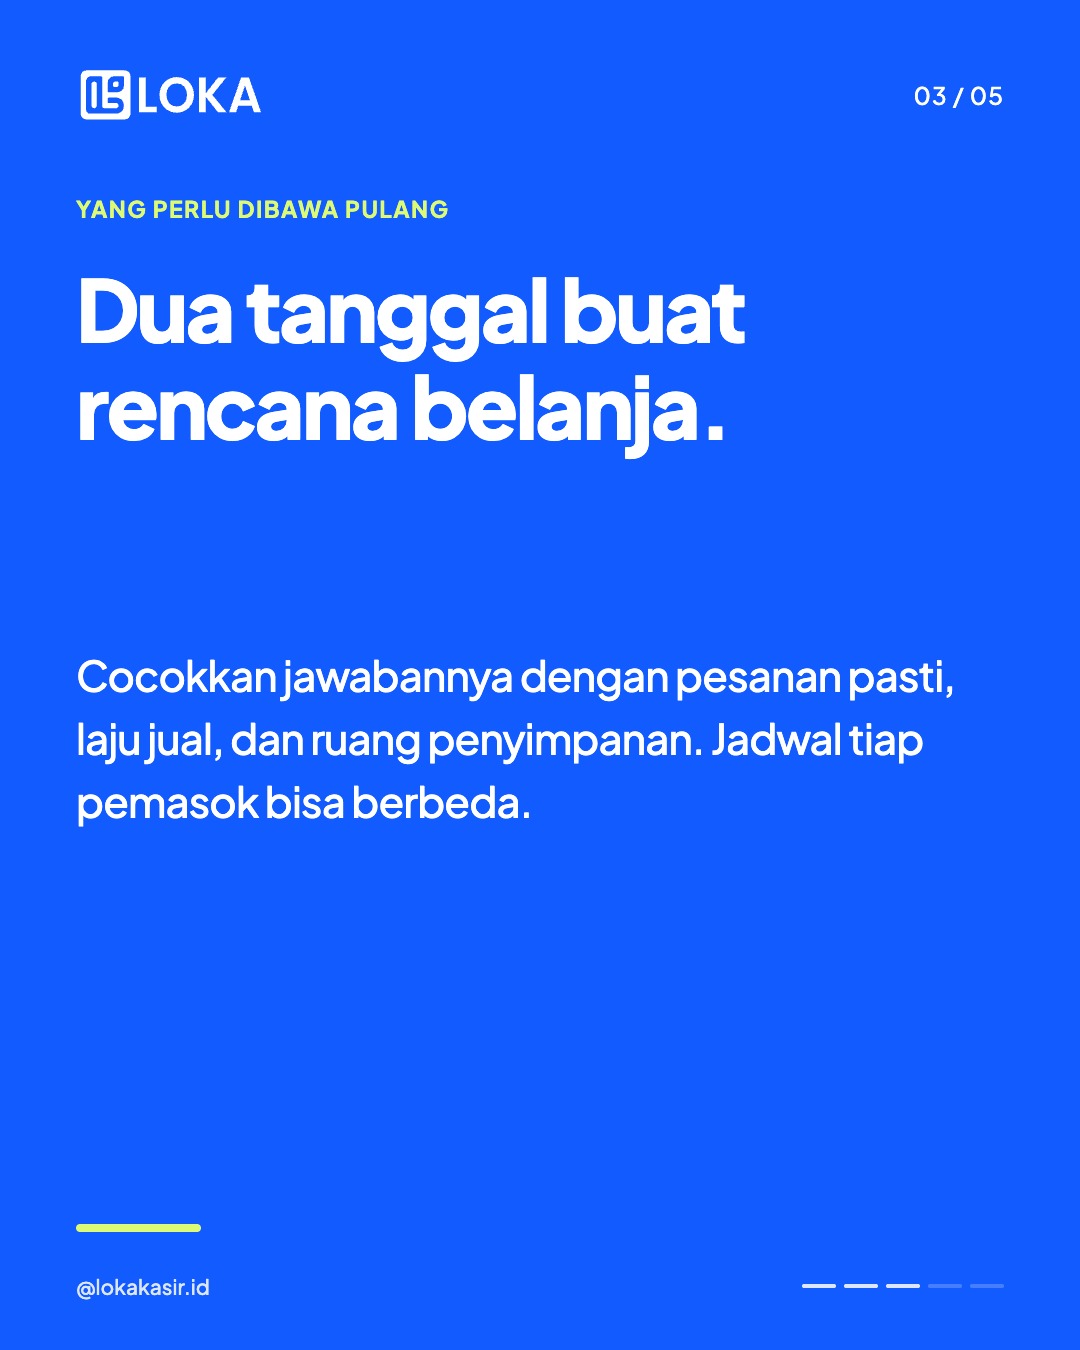 LOKA
03 / 05
YANG PERLU DIBAWA PULANG
Dua tanggal buat
rencana belanja.
Cocokkan jawabannya dengan pesanan pasti,
laju jual, dan ruang penyimpanan. Jadwal tiap
pemasok bisa berbeda.
@lokakasir.id